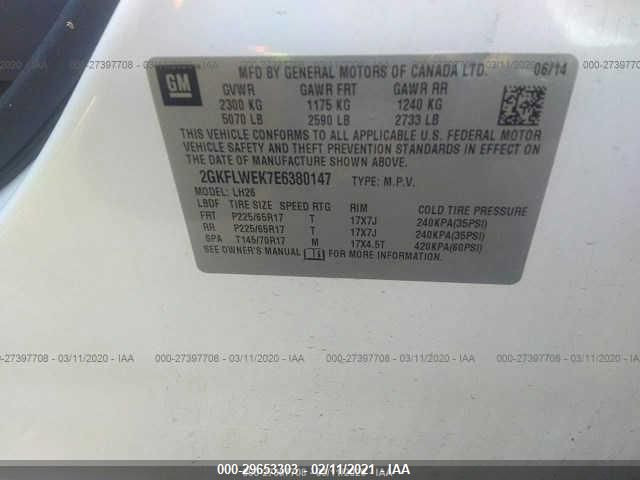 000-27397708 - 03/11/2020 - IAA
GM
MFD BY GENERAL MOTORS OF CANADA LTD. 06/14
GVWR GAWR FRT GAWR RR
2300 KG 1175 KG 1240 KG
5070 LB 2590 LB 2733 LB
THIS VEHICLE CONFORMS TO ALL APPLICABLE U.S. FEDERAL MOTOR
VEHICLE SAFETY AND THEFT PREVENTION STANDARDS IN EFFECT ON
THE DATE OF MANUFACTURE SHOWN ABOVE.
2GKFLWEK7E6380147 TYPE: M.P.V.
MODEL: LH26
LBDF TIRE SIZE SPEED RTG RIM COLD TIRE PRESSURE
FRT P225/65R17 T 17X7J 240KPA(35PSI)
RR P225/65R17 T 17X7J 240KPA(35PSI)
SPA T145/70R17 M 17X4.5T 420KPA(60PSI)
SEE OWNER'S MANUAL FOR MORE INFORMATION.
00-27397708 - 03/11/2020 - IAA 000-27397708 - 03/11/2020 - IAA 000-27397708 - 03/11/2020 - IAA 000-27397708 - 03/1
000-29653303 - 02/11/2021 - IAA